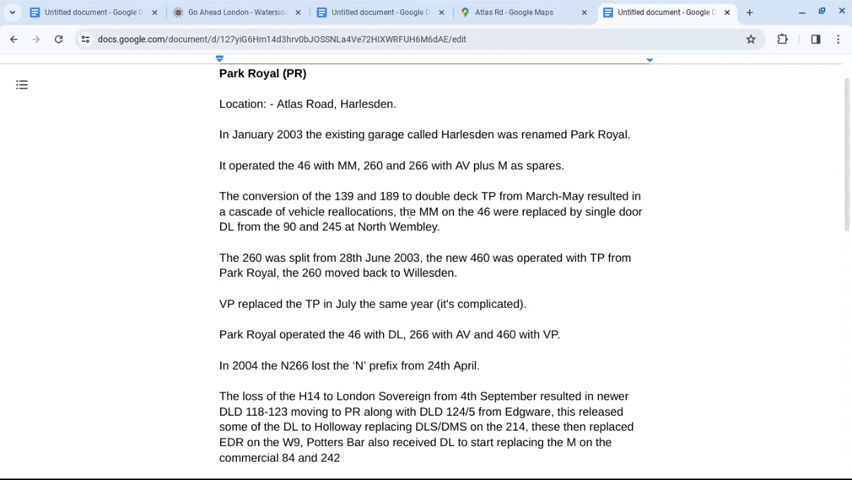 Untitled document - Google D
Go Ahead London - Waterside
Untitled document - Google D
Atlas Rd - Google Maps
Untitled document - Google D
docs.google.com/document/d/127yiG6Hm14d3hrv0bJOSSNLa4Ve72HIXWRFUH6M6dAE/edit
Park Royal (PR)
Location: - Atlas Road, Harlesden.
In January 2003 the existing garage called Harlesden was renamed Park Royal.
It operated the 46 with MM, 260 and 266 with AV plus M as spares.
The conversion of the 139 and 189 to double deck TP from March-May resulted in
a cascade of vehicle reallocations, the MM on the 46 were replaced by single door
DL from the 90 and 245 at North Wembley.
The 260 was split from 28th June 2003, the new 460 was operated with TP from
Park Royal, the 260 moved back to Willesden.
VP replaced the TP in July the same year (it's complicated).
Park Royal operated the 46 with DL, 266 with AV and 460 with VP.
In 2004 the N266 lost the ‘N’ prefix from 24th April.
The loss of the H14 to London Sovereign from 4th September resulted in newer
DLD 118-123 moving to PR along with DLD 124/5 from Edgware, this released
some of the DL to Holloway replacing DLS/DMS on the 214, these then replaced
EDR on the W9, Potters Bar also received DL to start replacing the M on the
commercial 84 and 242